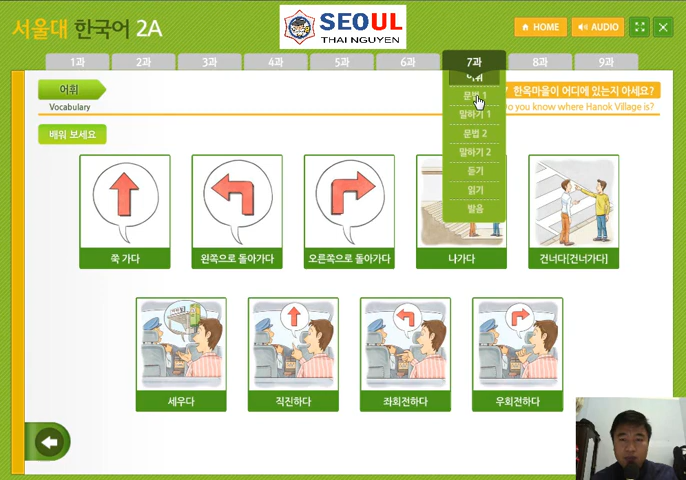 서울대 한국어 2A
SEOUL
THAI NGUYEN
HOME
AUDIO
1과
2과
3과
4과
5과
6과
7과
8과
9과
어휘
Vocabulary
어휘
문법 1
말하기 1
문법 2
말하기 2
듣기
읽기
발음
한옥마을이 어디에 있는지 아세요?
o you know where Hanok Village is?
배워 보세요
쭉 가다
왼쪽으로 돌아가다
오른쪽으로 돌아가다
나가다
건너다[건너가다]
세우다
직진하다
좌회전하다
우회전하다